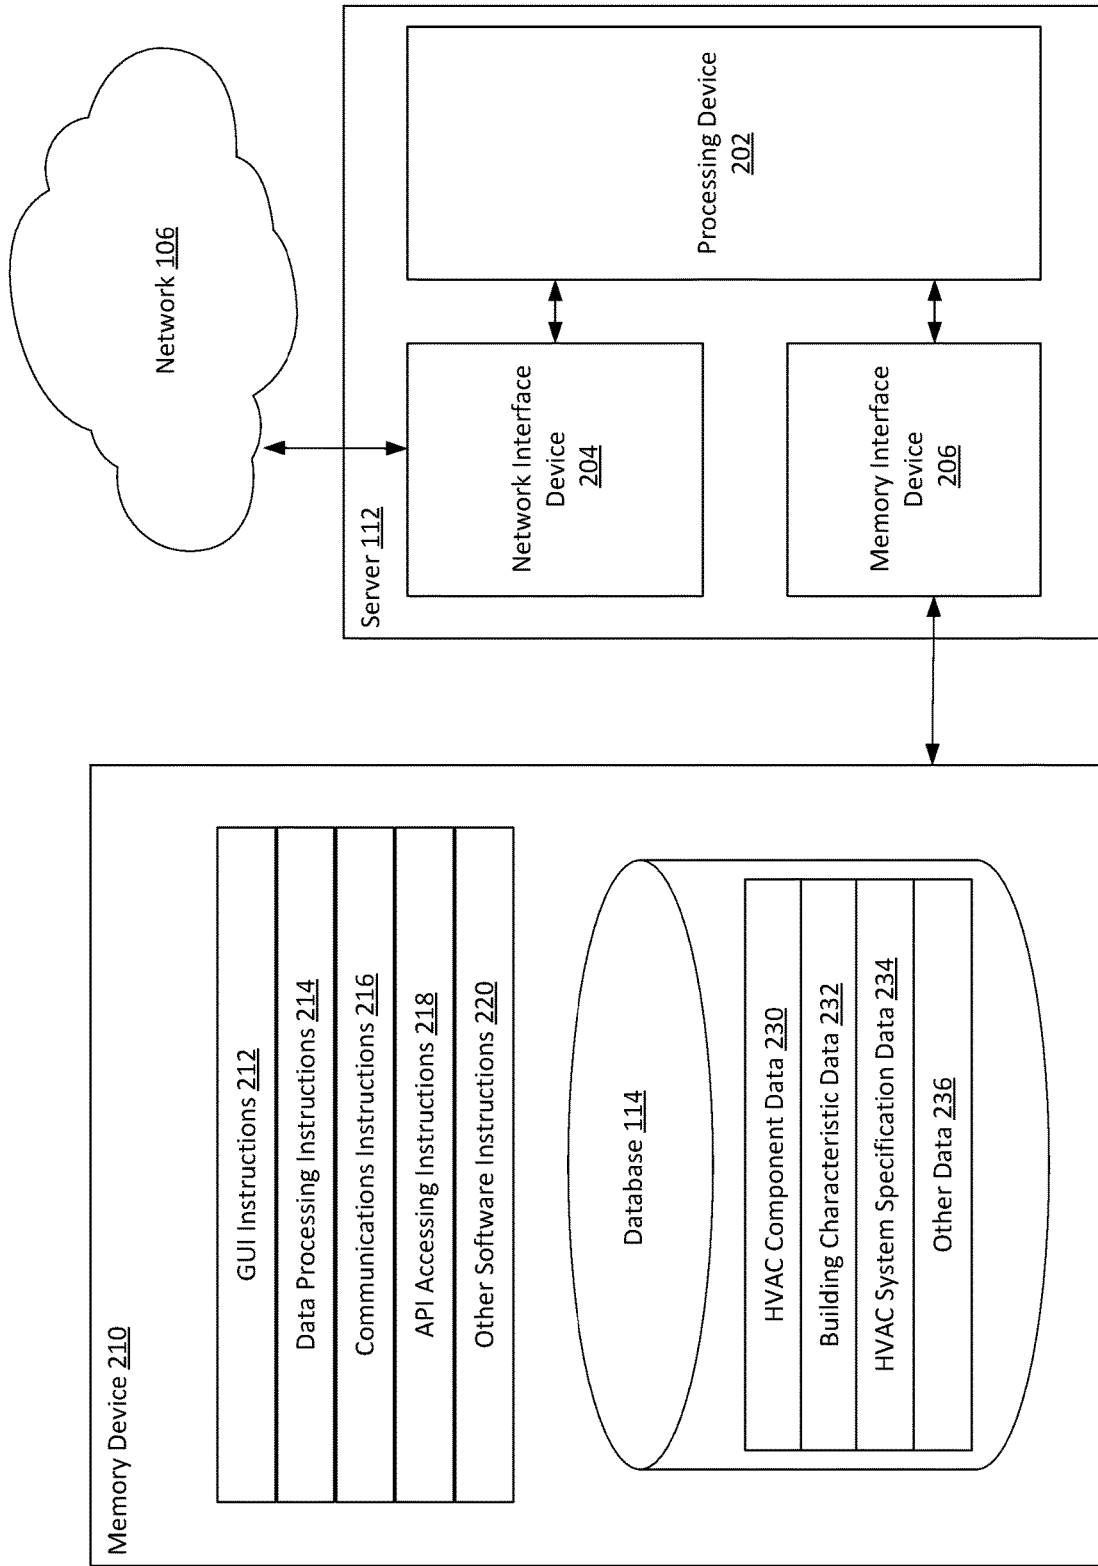 Memory Device 210
GUI Instructions 212
Data Processing Instructions 214
Communications Instructions 216
API Accessing Instructions 218
Other Software Instructions 220
Database 114
HVAC Component Data 230
Building Characteristic Data 232
HVAC System Specification Data 234
Other Data 236
Network 106
Server 112
Network Interface
Device
204
Memory Interface
Device
206
Processing Device
202